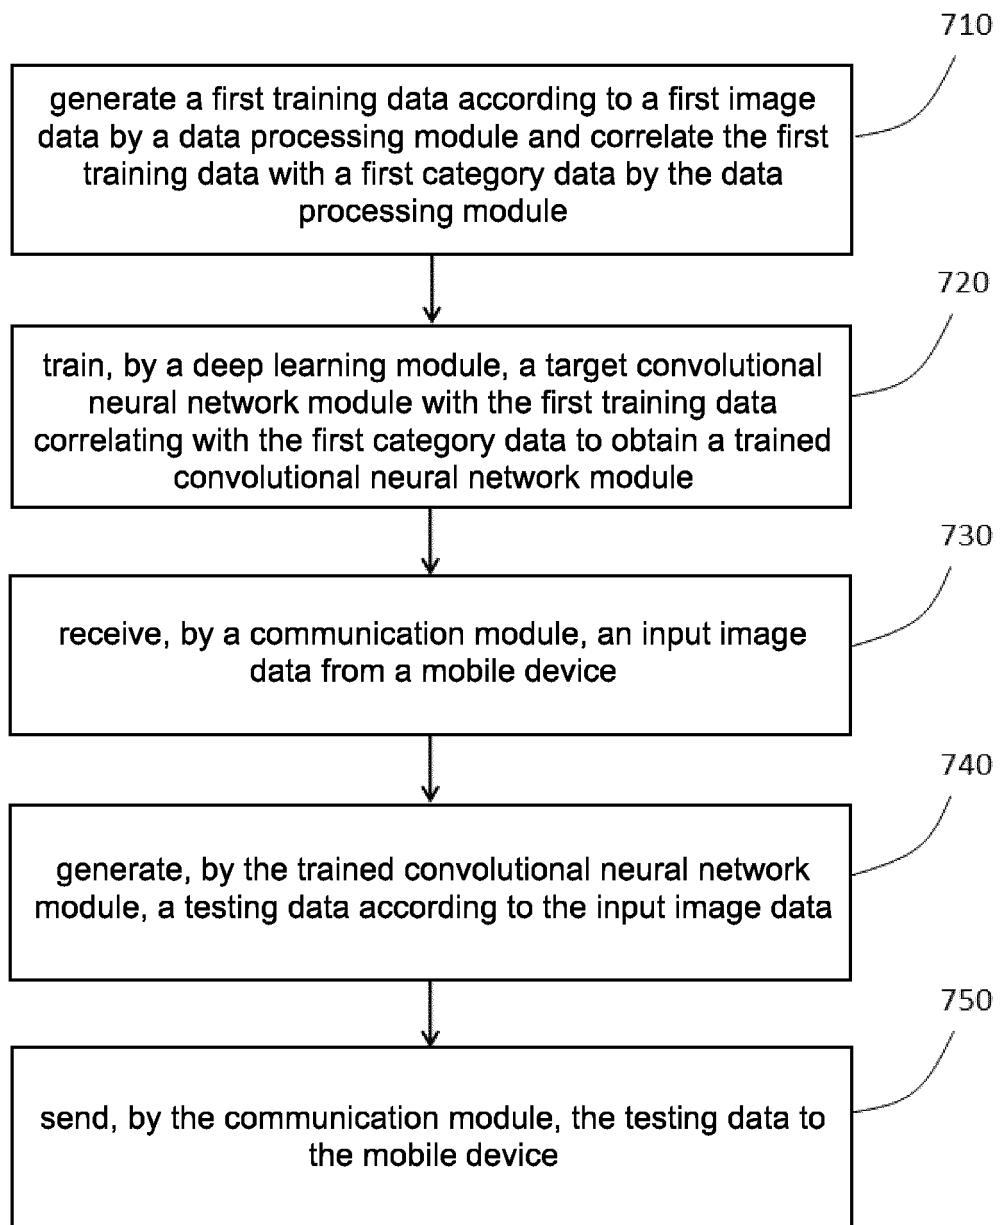 710
generate a first training data according to a first image
data by a data processing module and correlate the first
training data with a first category data by the data
processing module
720
train, by a deep learning module, a target convolutional
neural network module with the first training data
correlating with the first category data to obtain a trained
convolutional neural network module
730
receive, by a communication module, an input image
data from a mobile device
740
generate, by the trained convolutional neural network
module, a testing data according to the input image data
750
send, by the communication module, the testing data to
the mobile device